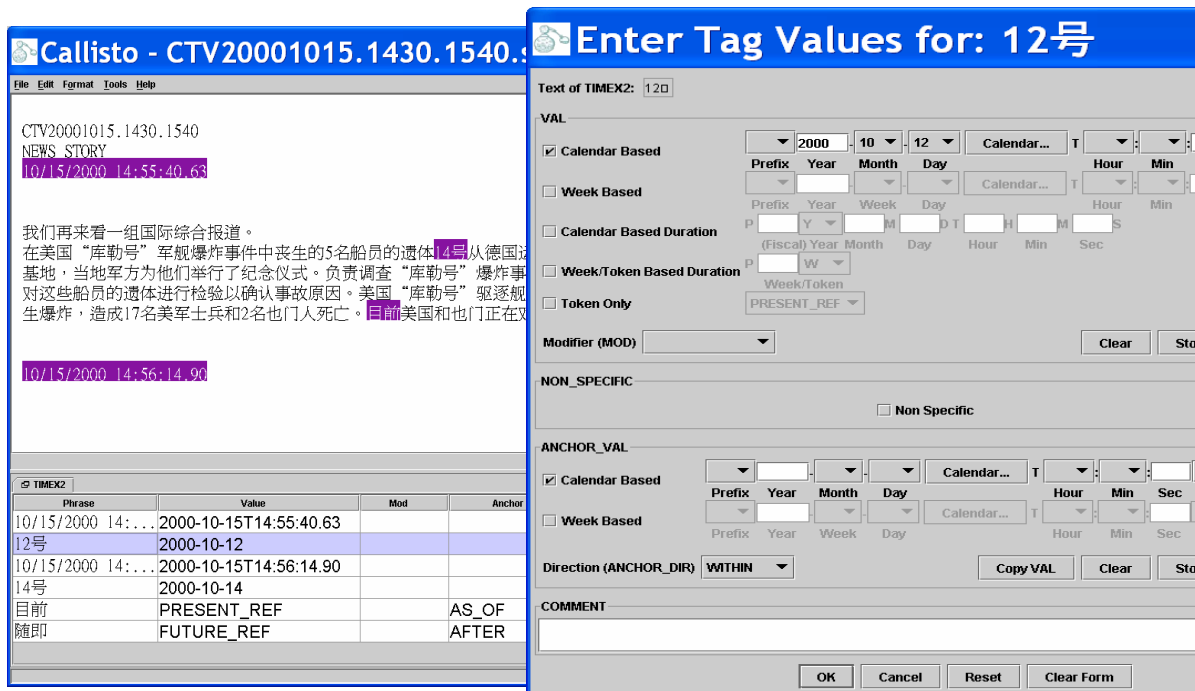 Callisto - CTV20001015.1430.1540.s
File Edit Format Tools Help
CTV20001015.1430.1540
NEWS STORY
10/15/2000 14:55:40.63
我们再来看一组国际综合报道。
在美国“库勒号”军舰爆炸事件中丧生的5名船员的遗体14号从德国
基地，当地军方为他们举行了纪念仪式。负责调查“库勒号”爆炸事
对这些船员的遗体进行检验以确认事故原因。美国“库勒号”驱逐舰
生爆炸，造成17名美军士兵和2名也门人死亡。目前美国和也门正在对
10/15/2000 14:56:14.90
TIMEX2
Phrase Value Mod Anchor
10/15/2000 14:... 2000-10-15T14:55:40.63
12号 2000-10-12
10/15/2000 14:... 2000-10-15T14:56:14.90
14号 2000-10-14
目前 PRESENT_REF AS_OF
随即 FUTURE_REF AFTER
Enter Tag Values for: 12号
Text of TIMEX2: 12□
VAL
Calendar Based 2000 - 10 - 12 Calendar... T : :
Prefix Year Month Day Hour Min
Week Based - - Calendar... T : :
Prefix Year Week Day Hour Min
Calendar Based Duration P Y M D T H M S
(Fiscal) Year Month Day Hour Min Sec
Week/Token Based Duration P W
Week/Token
Token Only PRESENT_REF
Modifier (MOD) Clear Sto
NON_SPECIFIC
Non Specific
ANCHOR_VAL
Calendar Based - - Calendar... T : :
Prefix Year Month Day Hour Min Sec
Week Based - - Calendar... T : :
Prefix Year Week Day Hour Min Sec
Direction (ANCHOR_DIR) WITHIN Copy VAL Clear Sto
COMMENT
OK Cancel Reset Clear Form